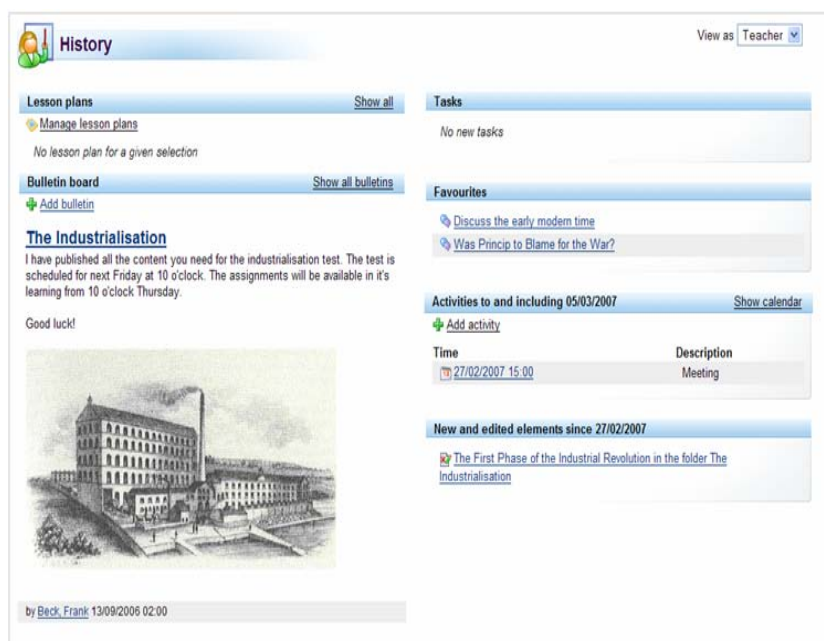 History
View as Teacher
Lesson plans Show all
Manage lesson plans
No lesson plan for a given selection
Bulletin board Show all bulletins
Add bulletin
The Industrialisation
I have published all the content you need for the industrialisation test. The test is
scheduled for next Friday at 10 o'clock. The assignments will be available in it's
learning from 10 o'clock Thursday.
Good luck!
by Beck, Frank 13/09/2006 02:00
Tasks
No new tasks
Favourites
Discuss the early modern time
Was Princip to Blame for the War?
Activities to and including 05/03/2007 Show calendar
Add activity
Time Description
27/02/2007 15:00 Meeting
New and edited elements since 27/02/2007
The First Phase of the Industrial Revolution in the folder The
Industrialisation